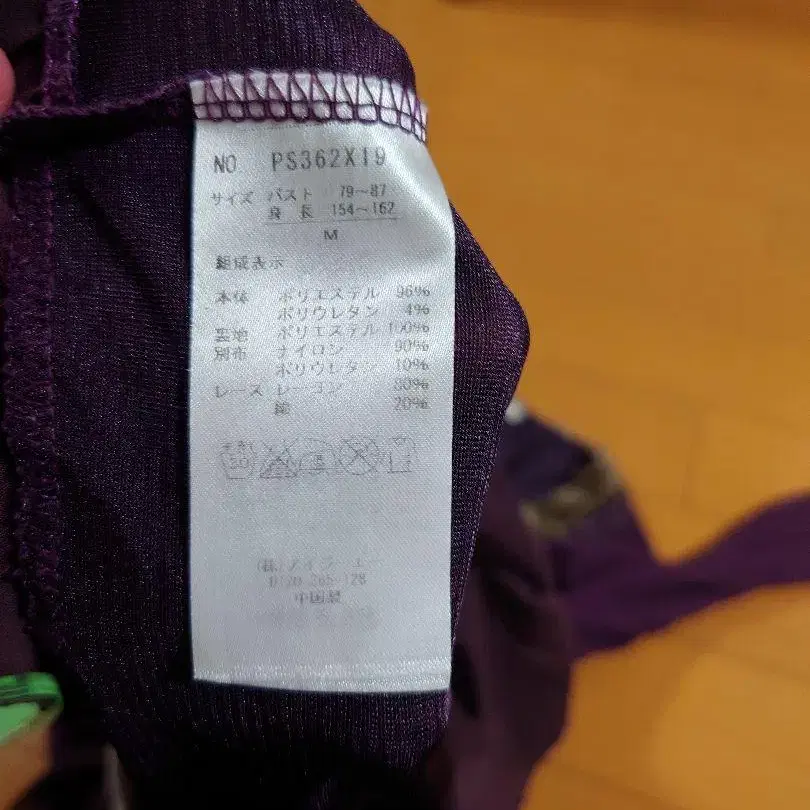 NO. PS362X19
サイズ バスト 79~87
身長 154~162
M
組成表示
本体 ポリエステル 96%
ポリウレタン 4%
裏地 ポリエステル 100%
別布 ナイロン 90%
ポリウレタン 10%
レース レーヨン 80%
綿 20%
30
中国製